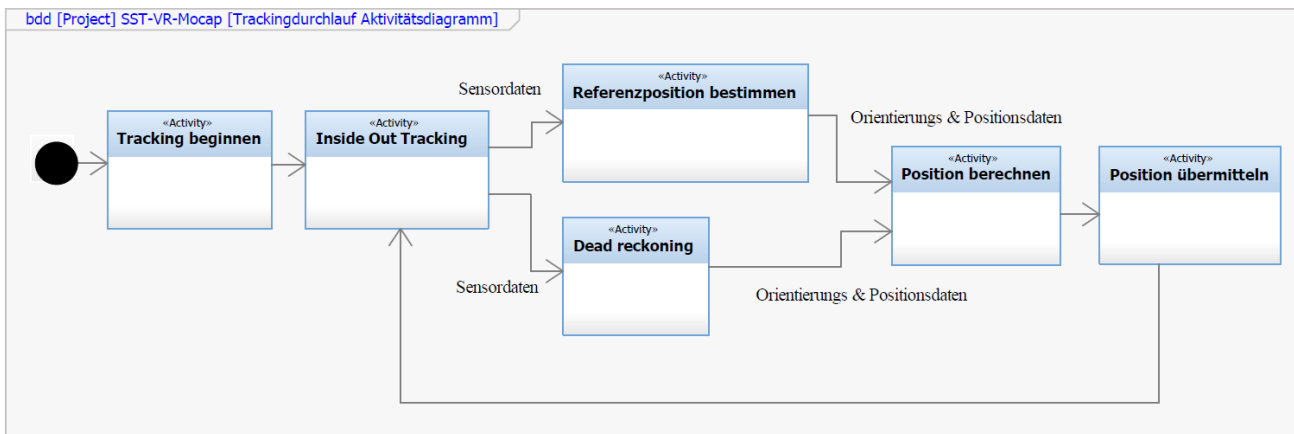 bdd [Project] SST-VR-Mocap [Trackingdurchlauf Aktivitätsdiagramm]
«Activity»
Tracking beginnen
«Activity»
Inside Out Tracking
Sensordaten
«Activity»
Referenzposition bestimmen
Orientierungs & Positionsdaten
Sensordaten
«Activity»
Dead reckoning
Orientierungs & Positionsdaten
«Activity»
Position berechnen
«Activity»
Position übermitteln